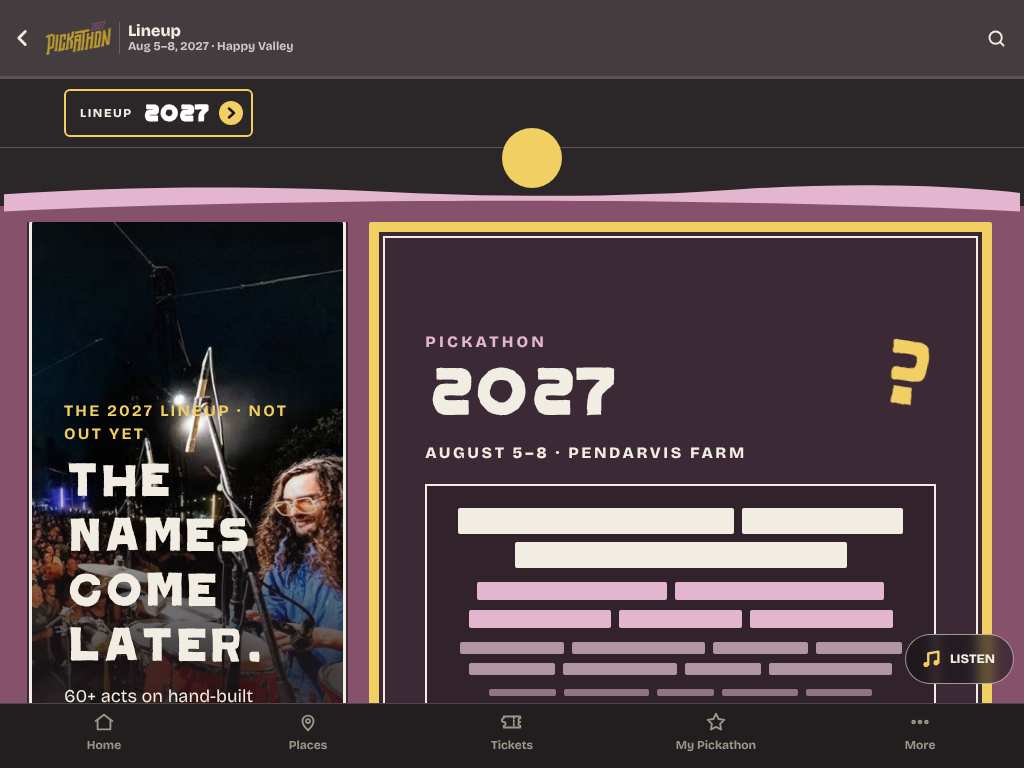 PICKATHON
Lineup
Aug 5–8, 2027 · Happy Valley
LINEUP 2027
THE 2027 LINEUP · NOT
OUT YET
THE
NAMES
COME
LATER.
60+ acts on hand-built
PICKATHON
2027
?
AUGUST 5–8 · PENDARVIS FARM
LISTEN
Home
Places
Tickets
My Pickathon
More